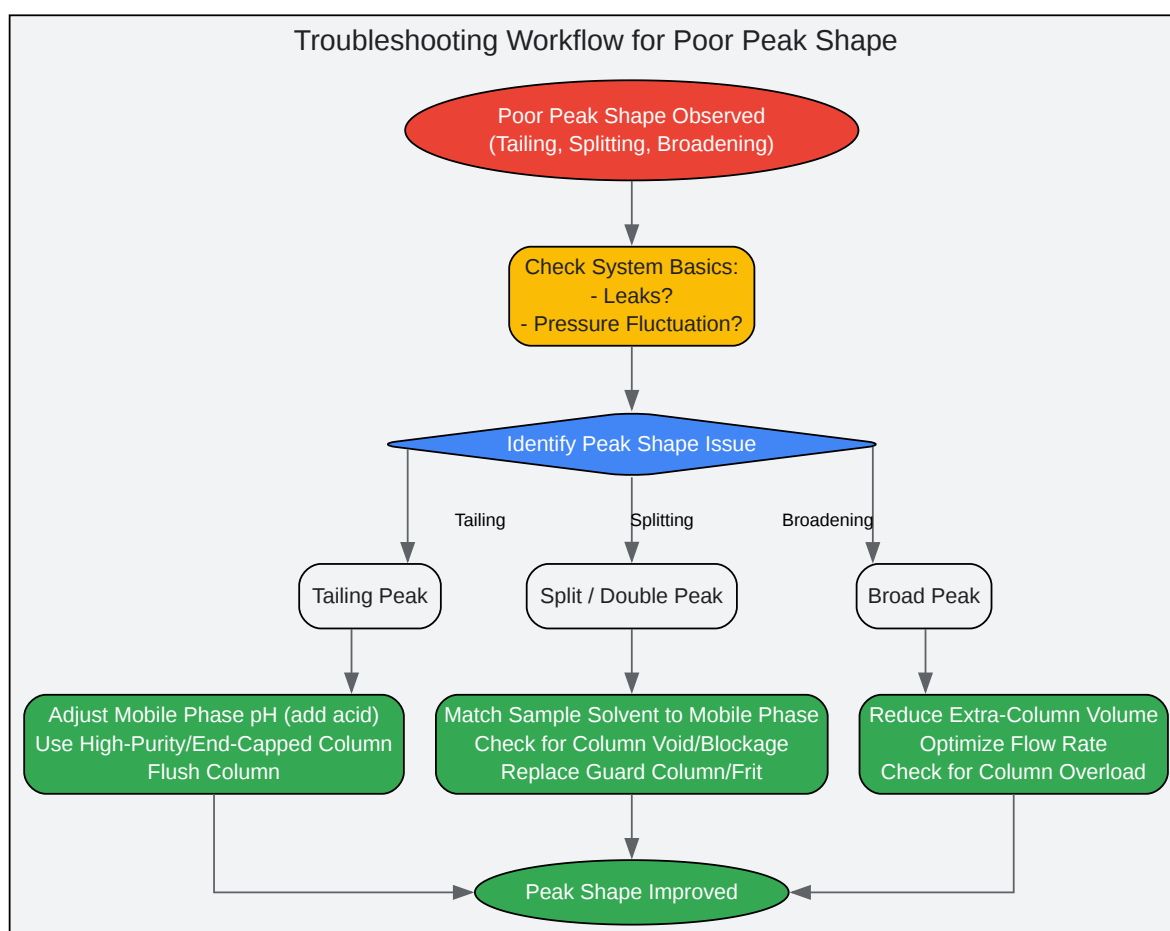 Troubleshooting Workflow for Poor Peak Shape
Poor Peak Shape Observed
(Tailing, Splitting, Broadening)
Check System Basics:
- Leaks?
- Pressure Fluctuation?
Identify Peak Shape Issue
Tailing
Splitting
Broadening
Tailing Peak
Split / Double Peak
Broad Peak
Adjust Mobile Phase pH (add acid)
Use High-Purity/End-Capped Column
Flush Column
Match Sample Solvent to Mobile Phase
Check for Column Void/Blockage
Replace Guard Column/Frit
Reduce Extra-Column Volume
Optimize Flow Rate
Check for Column Overload
Peak Shape Improved